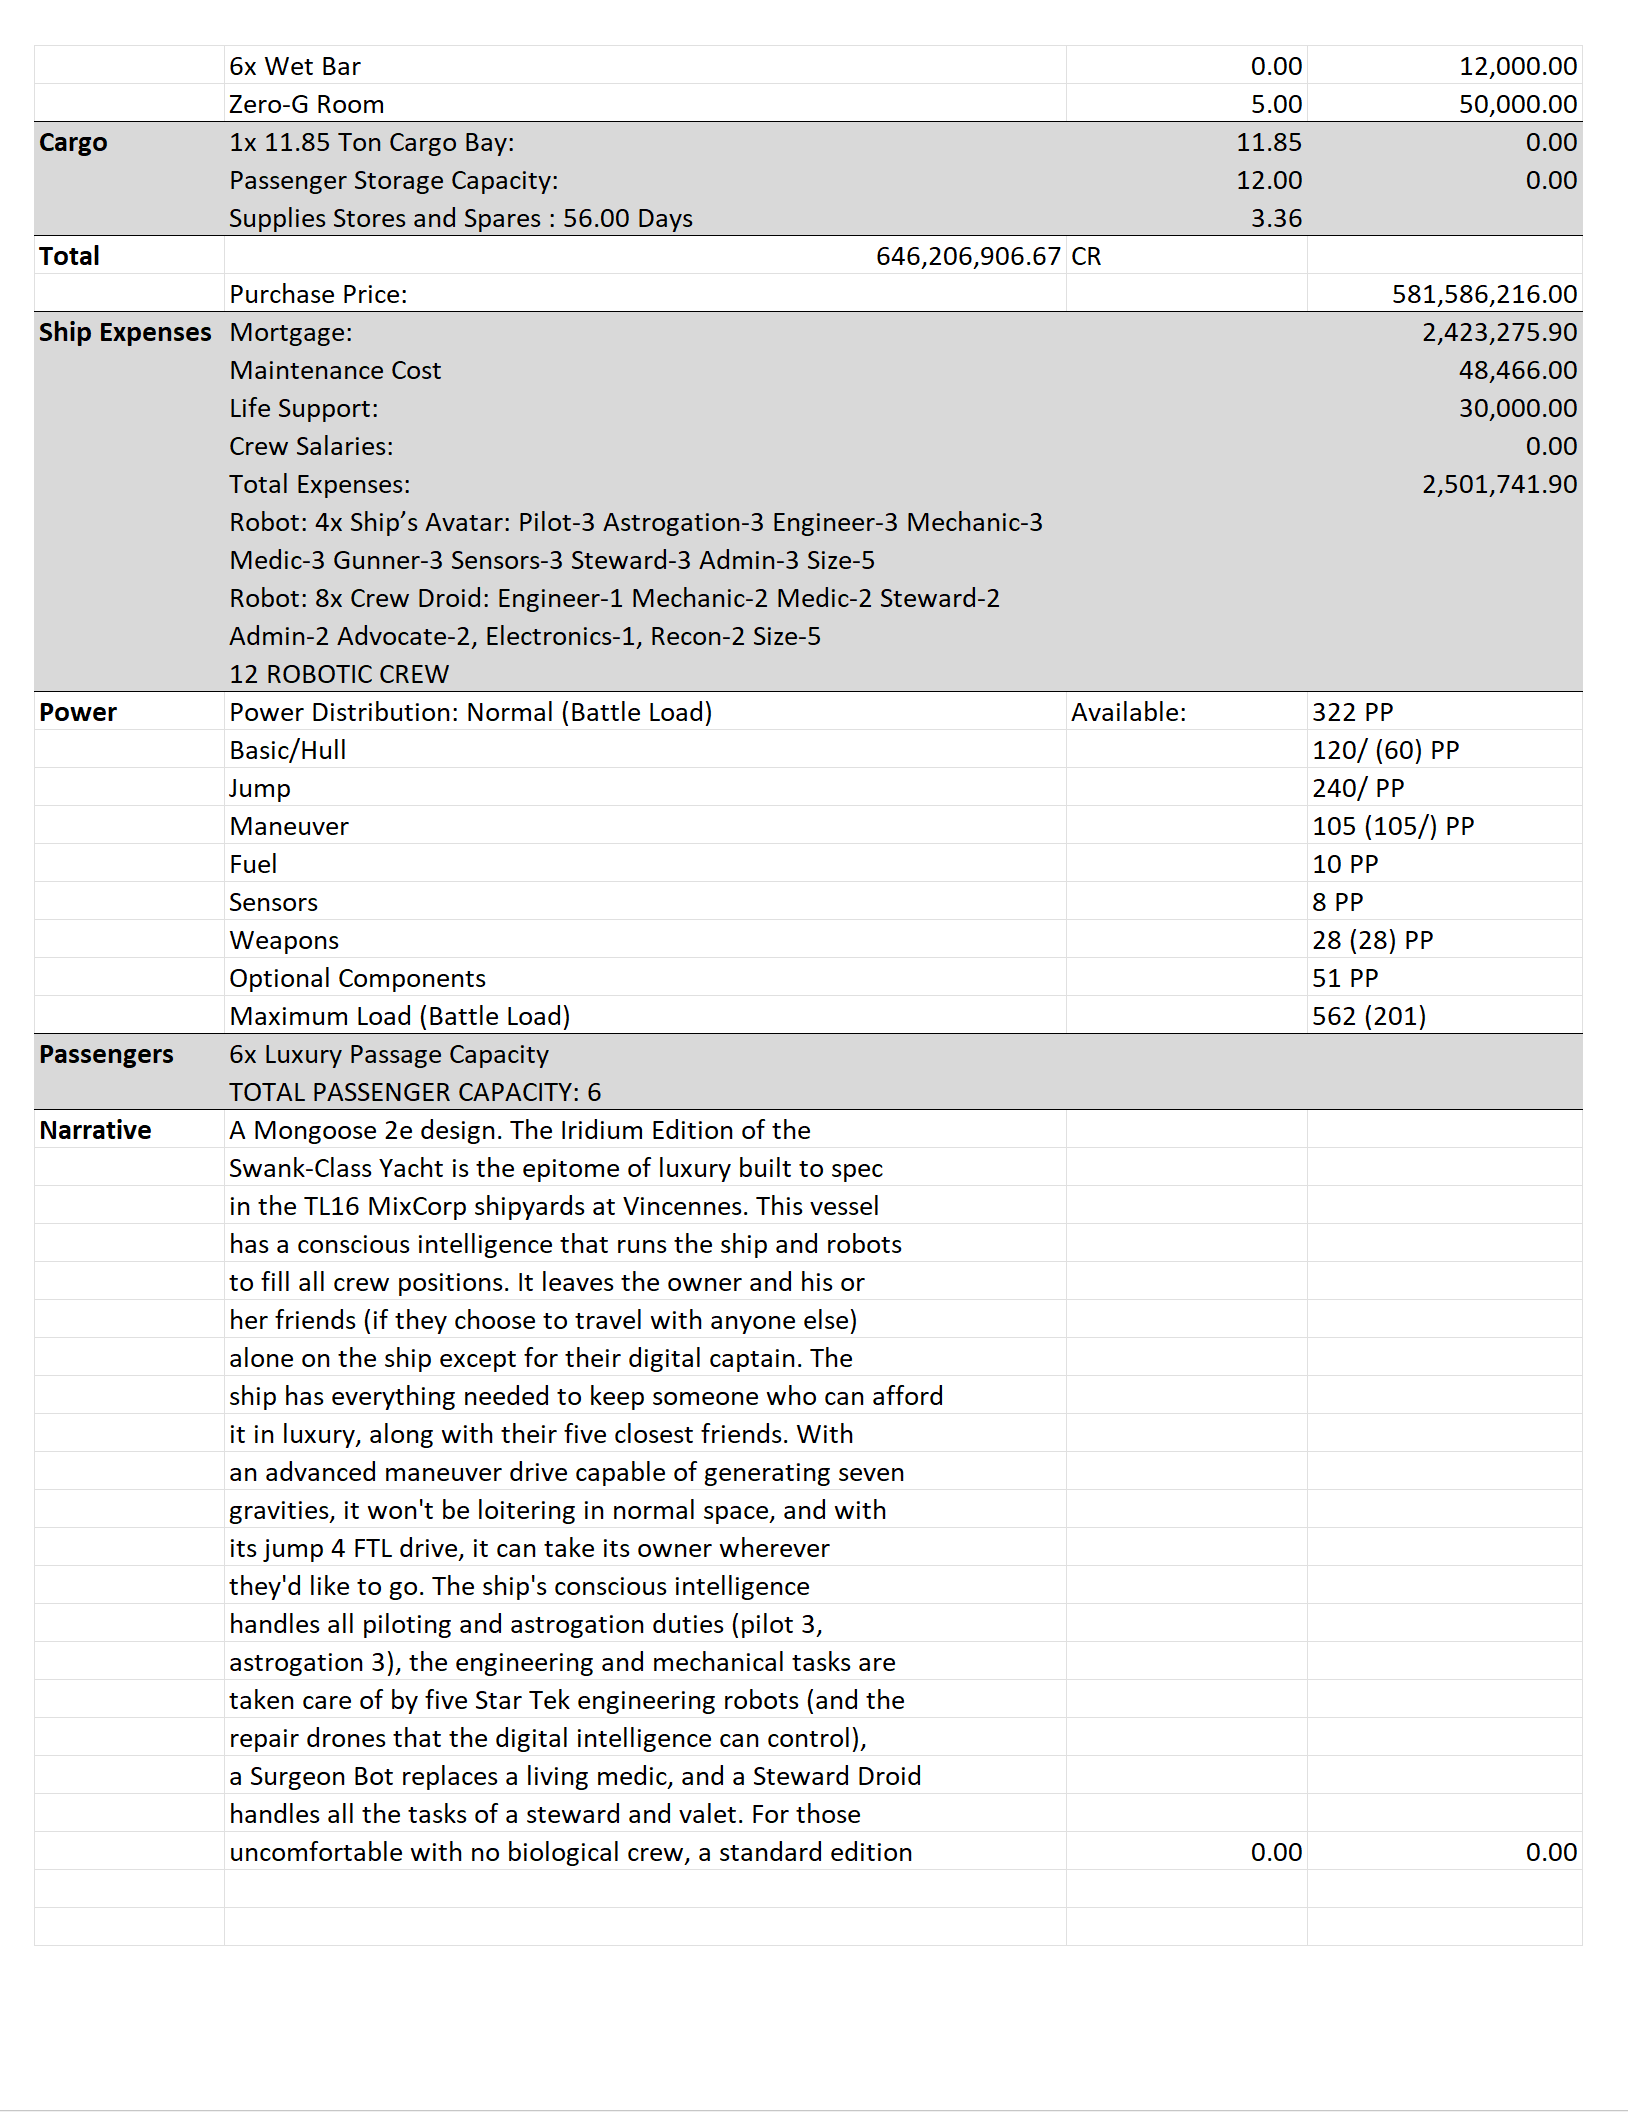 6x Wet Bar 0.00 12,000.00
Zero-G Room 5.00 50,000.00
Cargo 1x 11.85 Ton Cargo Bay: 11.85 0.00
Passenger Storage Capacity: 12.00 0.00
Supplies Stores and Spares : 56.00 Days 3.36
Total 646,206,906.67 CR
Purchase Price: 581,586,216.00
Ship Expenses Mortgage: 2,423,275.90
Maintenance Cost 48,466.00
Life Support: 30,000.00
Crew Salaries: 0.00
Total Expenses: 2,501,741.90
Robot: 4x Ship’s Avatar: Pilot-3 Astrogation-3 Engineer-3 Mechanic-3
Medic-3 Gunner-3 Sensors-3 Steward-3 Admin-3 Size-5
Robot: 8x Crew Droid: Engineer-1 Mechanic-2 Medic-2 Steward-2
Admin-2 Advocate-2, Electronics-1, Recon-2 Size-5
12 ROBOTIC CREW
Power Power Distribution: Normal (Battle Load) Available: 322 PP
Basic/Hull 120/ (60) PP
Jump 240/ PP
Maneuver 105 (105/) PP
Fuel 10 PP
Sensors 8 PP
Weapons 28 (28) PP
Optional Components 51 PP
Maximum Load (Battle Load) 562 (201)
Passengers 6x Luxury Passage Capacity
TOTAL PASSENGER CAPACITY: 6
Narrative A Mongoose 2e design. The Iridium Edition of the
Swank-Class Yacht is the epitome of luxury built to spec
in the TL16 MixCorp shipyards at Vincennes. This vessel
has a conscious intelligence that runs the ship and robots
to fill all crew positions. It leaves the owner and his or
her friends (if they choose to travel with anyone else)
alone on the ship except for their digital captain. The
ship has everything needed to keep someone who can afford
it in luxury, along with their five closest friends. With
an advanced maneuver drive capable of generating seven
gravities, it won't be loitering in normal space, and with
its jump 4 FTL drive, it can take its owner wherever
they'd like to go. The ship's conscious intelligence
handles all piloting and astrogation duties (pilot 3,
astrogation 3), the engineering and mechanical tasks are
taken care of by five Star Tek engineering robots (and the
repair drones that the digital intelligence can control),
a Surgeon Bot replaces a living medic, and a Steward Droid
handles all the tasks of a steward and valet. For those
uncomfortable with no biological crew, a standard edition 0.00 0.00